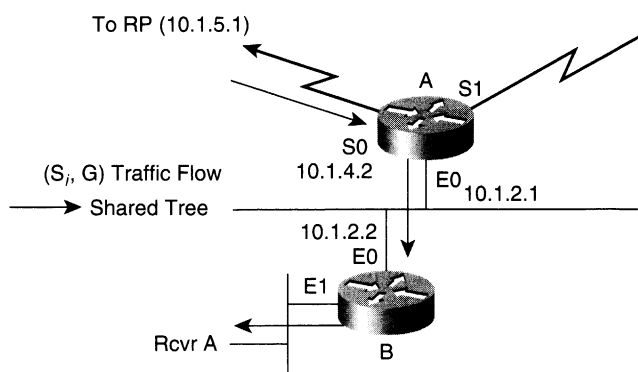 To RP (10.1.5.1)
A
S1
S0
10.1.4.2
E0
10.1.2.1
(Si, G) Traffic Flow
Shared Tree
10.1.2.2
E0
E1
Rcvr A
B